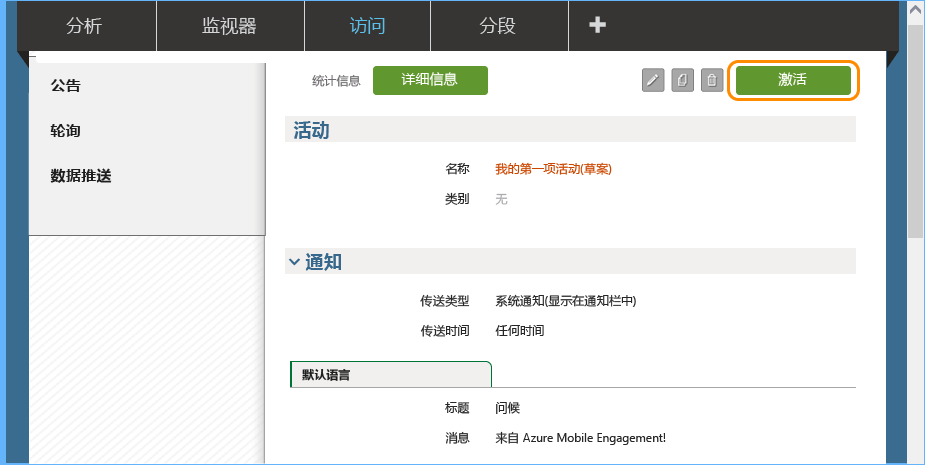 分析 监视器 访问 分段
公告
轮询
数据推送
统计信息 详细信息 激活
活动
名称 我的第一项活动(草案)
类别 无
通知
传送类型 系统通知(显示在通知栏中)
传送时间 任何时间
默认语言
标题 问候
消息 来自 Azure Mobile Engagement!